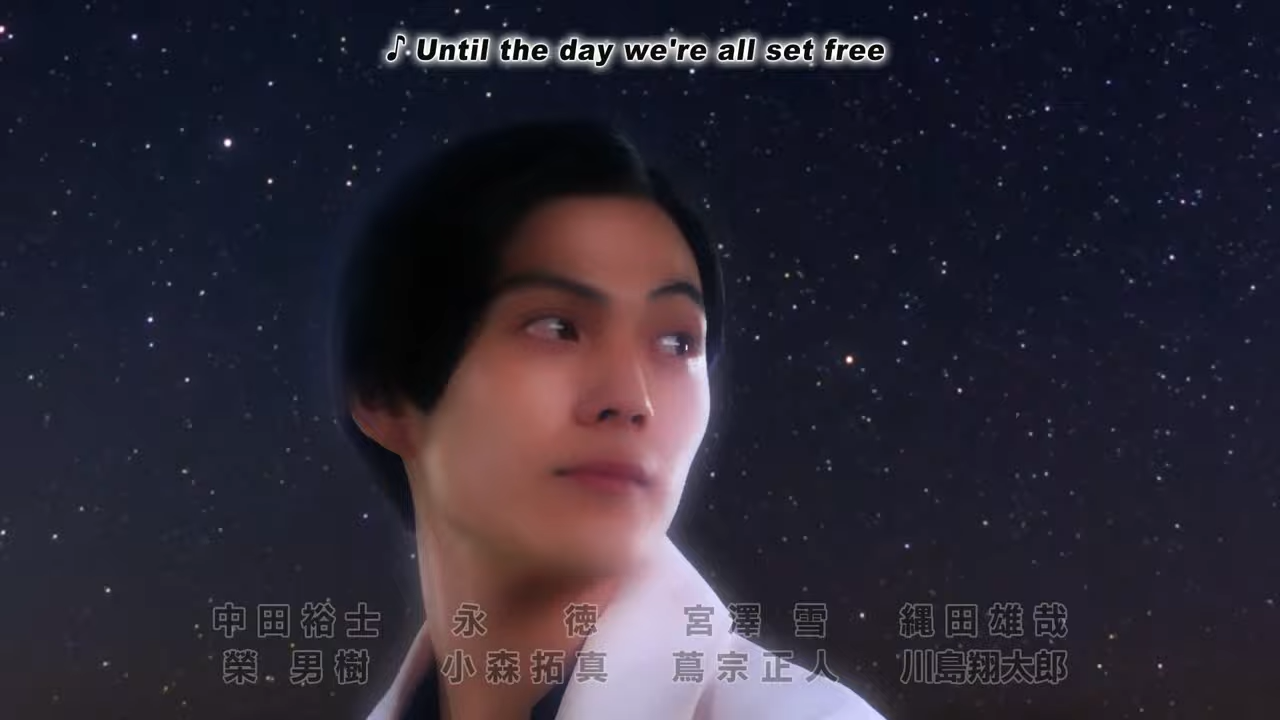 ♪ Until the day we're all set free
中田裕士 永徳 宮澤雪 縄田雄哉
榮男樹 小森拓真 蔦宗正人 川島翔太郎